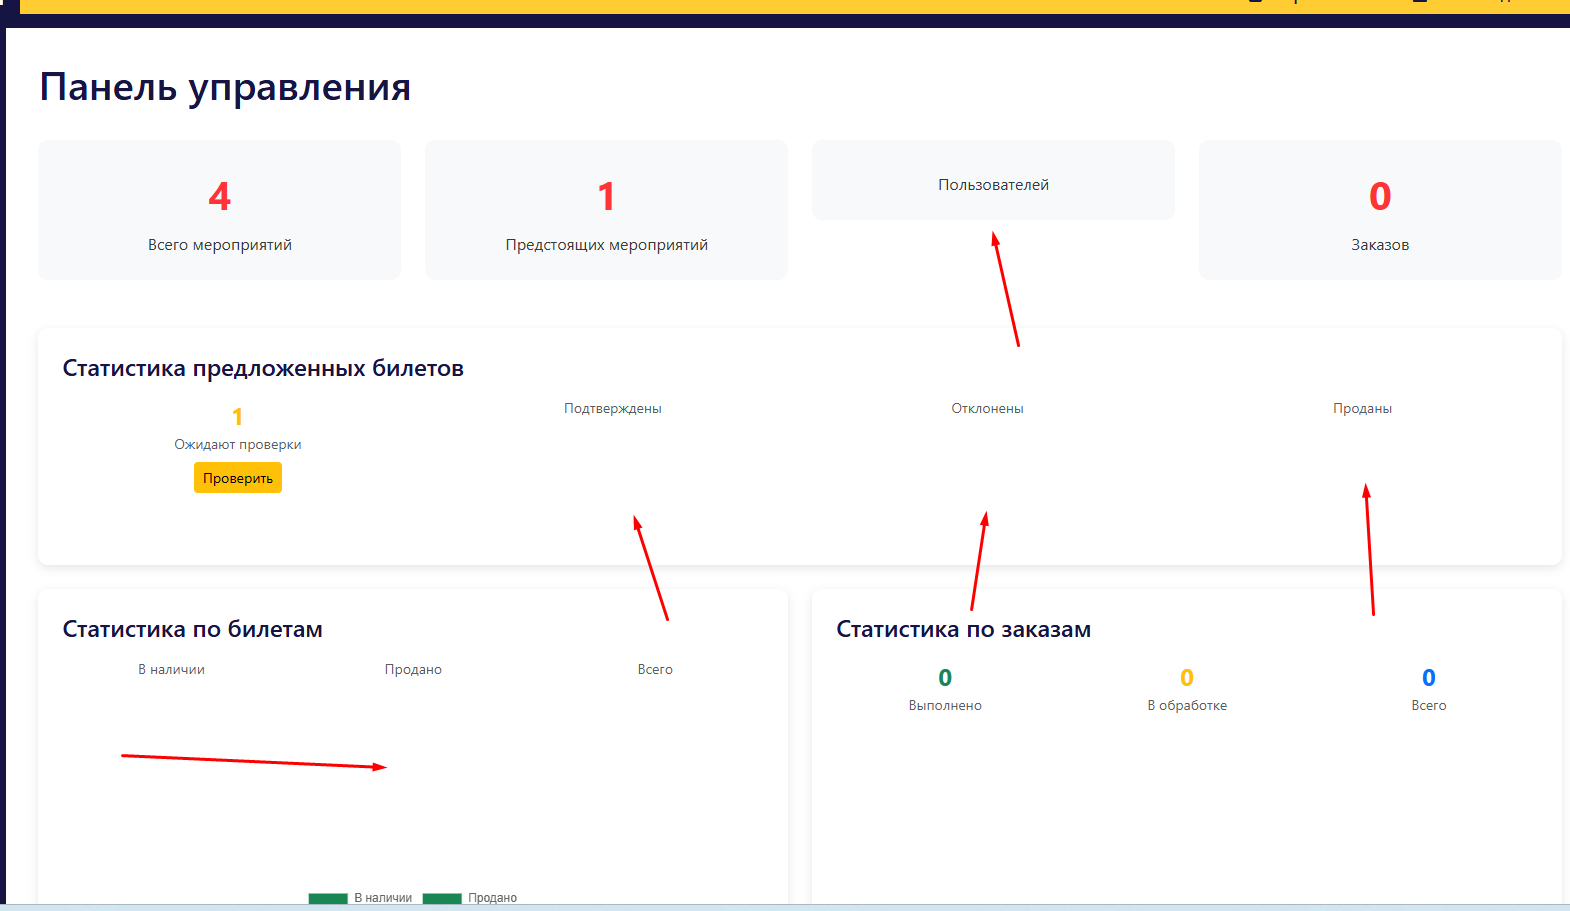 Панель управления
4
Всего мероприятий
1
Предстоящих мероприятий
Пользователей
0
Заказов
Статистика предложенных билетов
1
Ожидают проверки
Проверить
Подтверждены
Отклонены
Проданы
Статистика по билетам
В наличии
Продано
Всего
В наличии
Продано
Статистика по заказам
0
Выполнено
0
В обработке
0
Всего